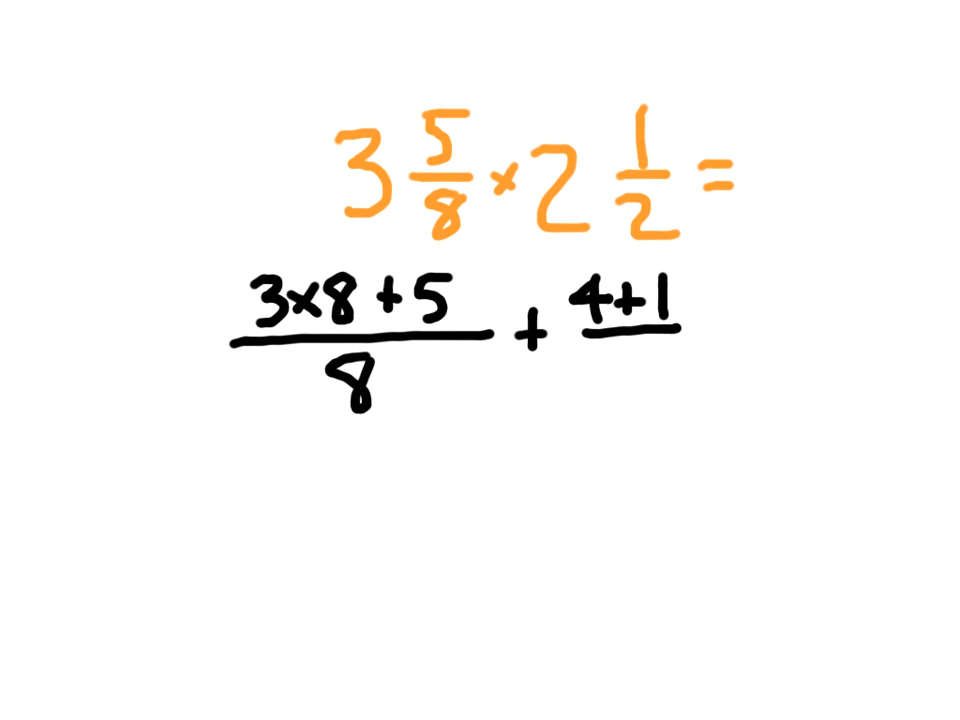 3 5/8 × 2 1/2 =
(3×8+5)/8 + (4+1)/